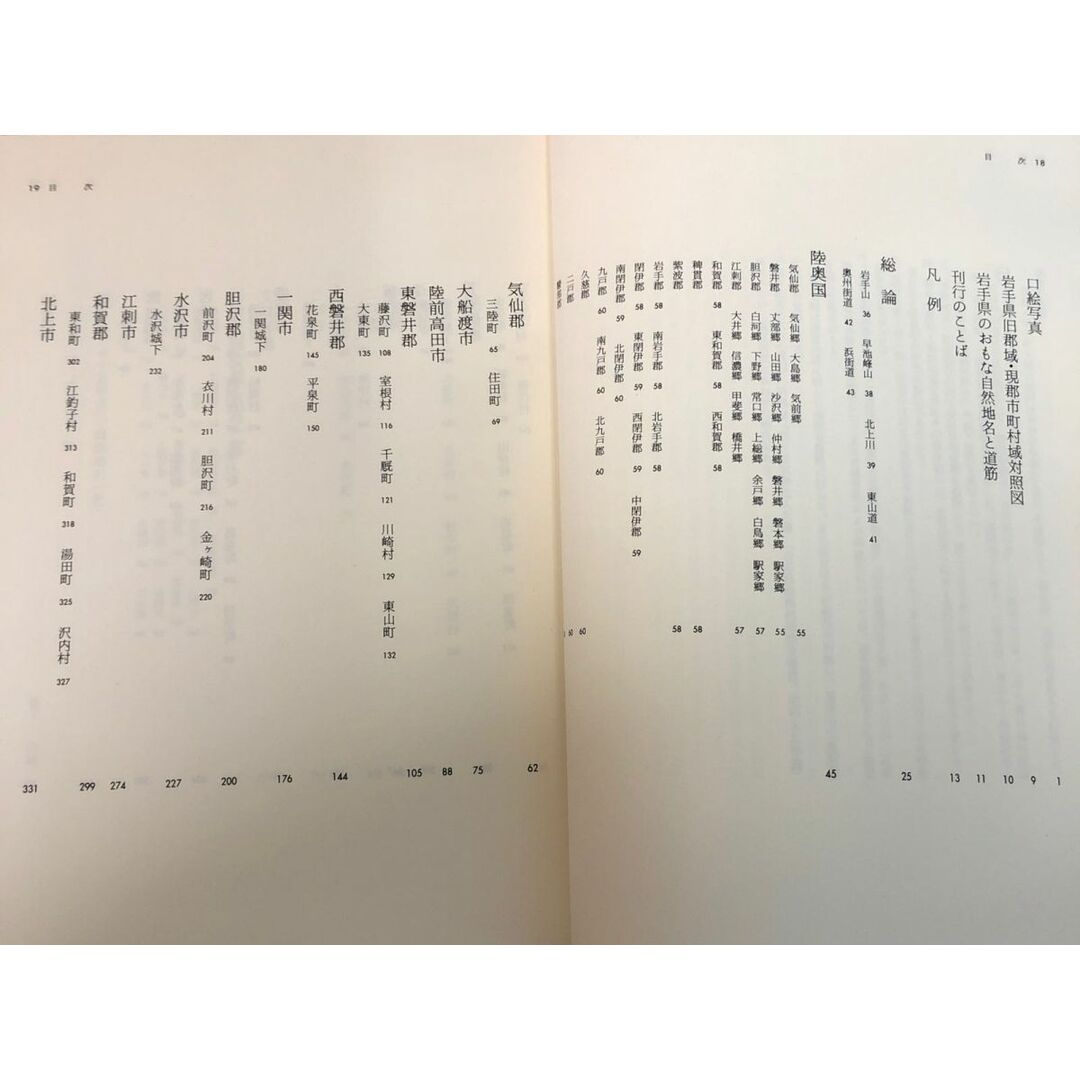 目 次 18
口絵写真 1
岩手県旧郡域・現郡市町村域対照図 9
岩手県のおもな自然地名と道筋 10
刊行のことば 11
凡例 13
総論 25
岩手山 36 早池峰山 38 北上川 39 東山道 41
奥州街道 42 浜街道 43
陸奥国 45
気仙郡 気仙郷 大島郷 気前郷 55
磐井郡 丈部郷 山田郷 沙沢郷 仲村郷 磐井郷 磐本郷 駅家郷 55
胆沢郡 白河郷 下野郷 常口郷 上総郷 余戸郷 白鳥郷 駅家郷 57
江刺郡 大井郷 信濃郷 甲斐郷 橋井郷 57
和賀郡 58 東和賀郡 58 西和賀郡 58
稗貫郡 58
紫波郡 58
岩手郡 58 南岩手郡 58 北岩手郡 58
閉伊郡 58 東閉伊郡 59 西閉伊郡 59 中閉伊郡 59
南閉伊郡 59 北閉伊郡 60
九戸郡 60 南九戸郡 60 北九戸郡 60
久慈郡 60
二戸郡 60
19 目 次
気仙郡 62
三陸町 65 住田町 69
大船渡市 75
陸前高田市 88
東磐井郡 105
藤沢町 108 室根村 116 千厩町 121 川崎村 129 東山町 132
大東町 135
西磐井郡 144
花泉町 145 平泉町 150
一関市 176
一関城下 180
胆沢郡 200
前沢町 204 衣川村 211 胆沢町 216 金ヶ崎町 220
水沢市 227
水沢城下 232
江刺市 274
和賀郡 299
東和町 302 江釣子村 313 和賀町 318 湯田町 325 沢内村 327
北上市 331